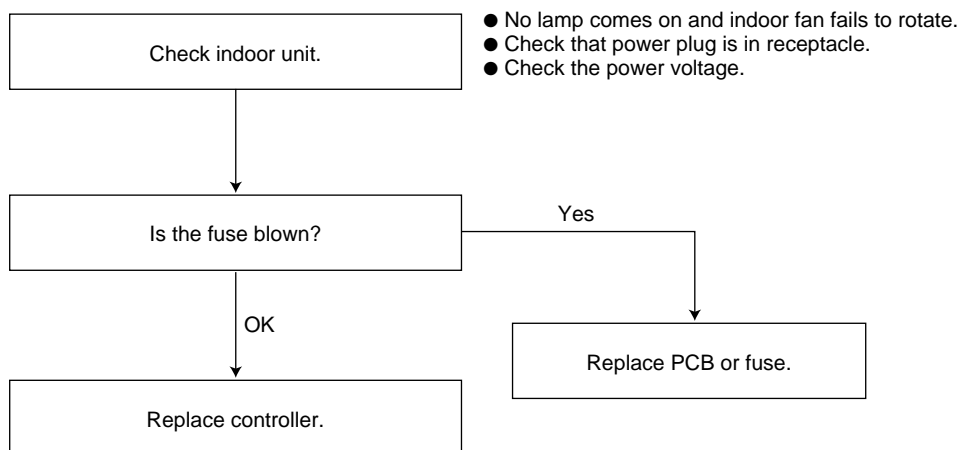 Check indoor unit.
● No lamp comes on and indoor fan fails to rotate.
● Check that power plug is in receptacle.
● Check the power voltage.
Is the fuse blown?
Yes
OK
Replace PCB or fuse.
Replace controller.